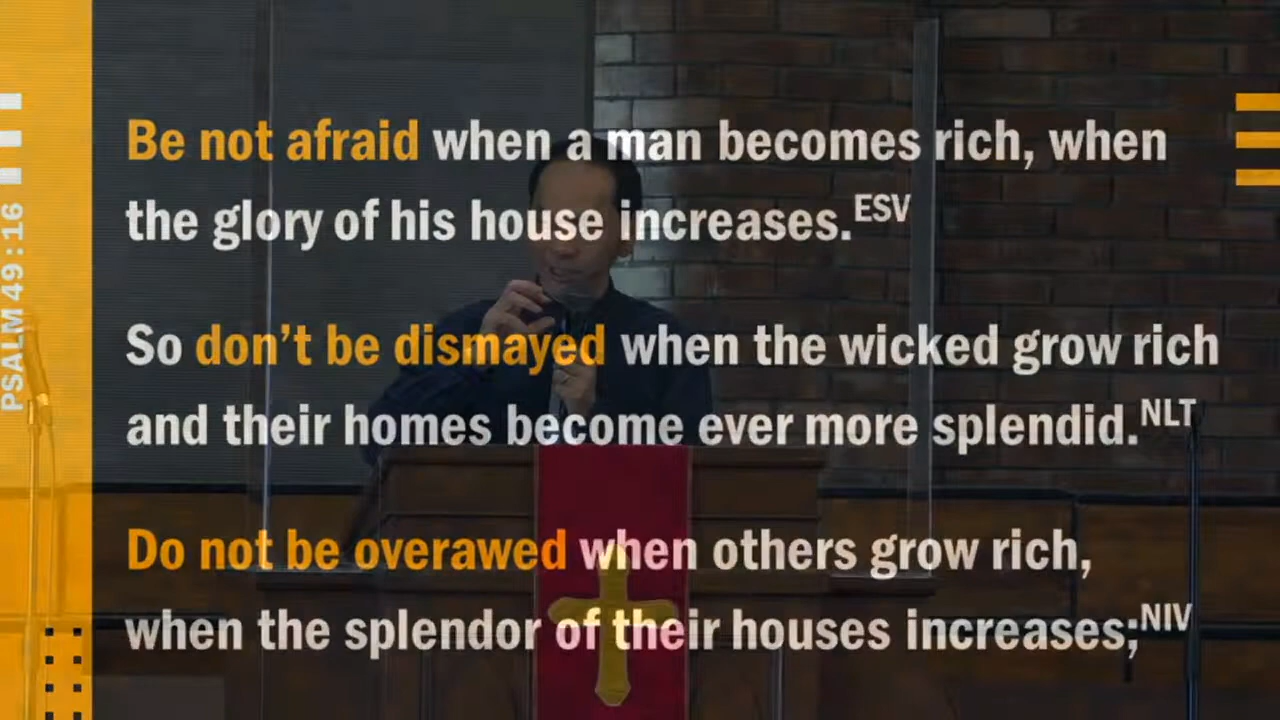 PSALM 49:16
Be not afraid when a man becomes rich, when
the glory of his house increases.ESV
So don't be dismayed when the wicked grow rich
and their homes become ever more splendid.NLT
Do not be overawed when others grow rich,
when the splendor of their houses increases;NIV